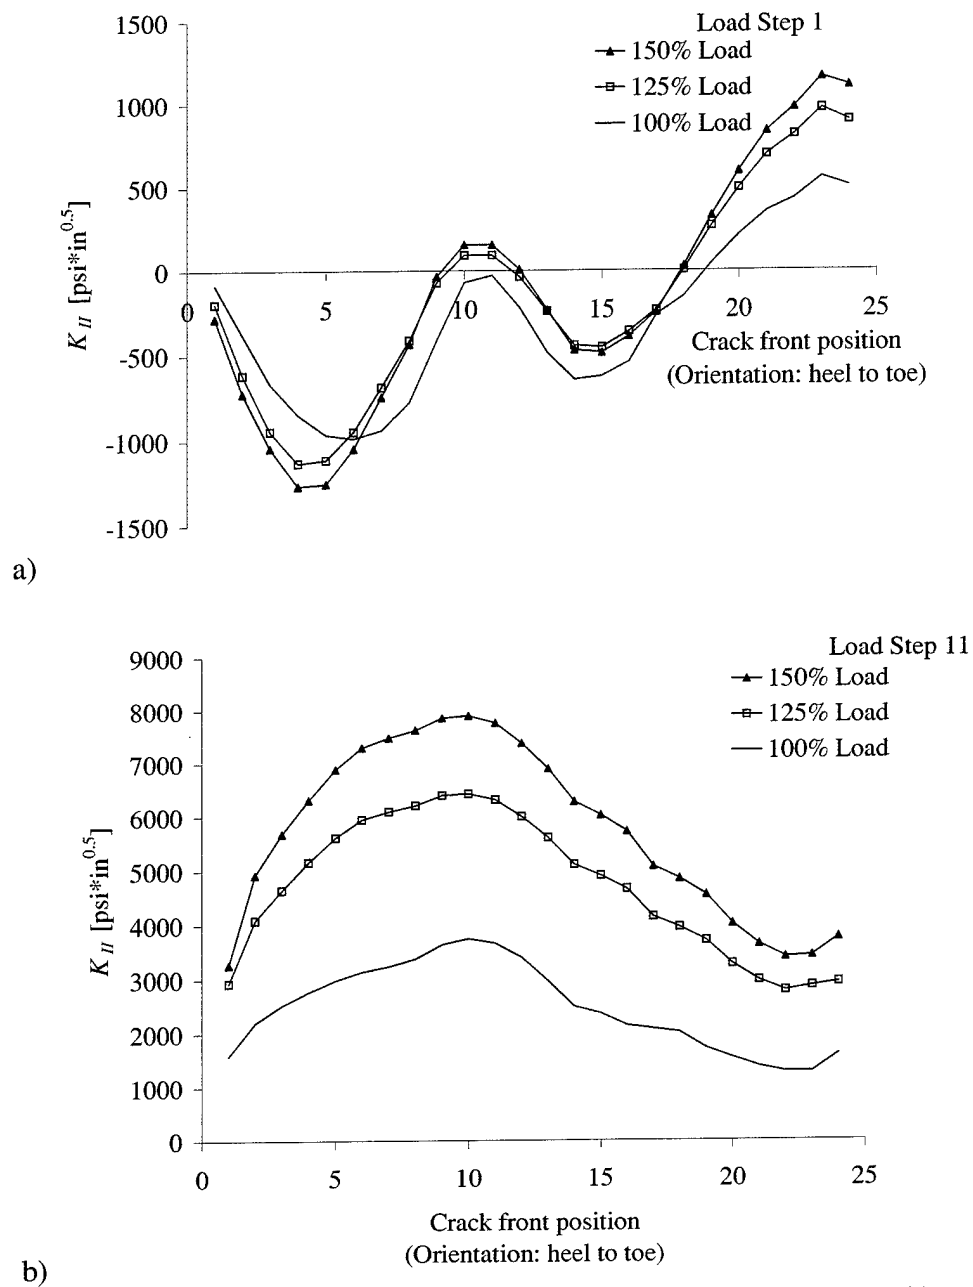 Load Step 1
150% Load
125% Load
100% Load
1500
1000
500
0
-500
-1000
-1500
K_II [psi*in^0.5]
0 5 10 15 20 25
Crack front position
(Orientation: heel to toe)
a)
Load Step 11
150% Load
125% Load
100% Load
9000
8000
7000
6000
5000
4000
3000
2000
1000
0
K_II [psi*in^0.5]
0 5 10 15 20 25
Crack front position
(Orientation: heel to toe)
b)